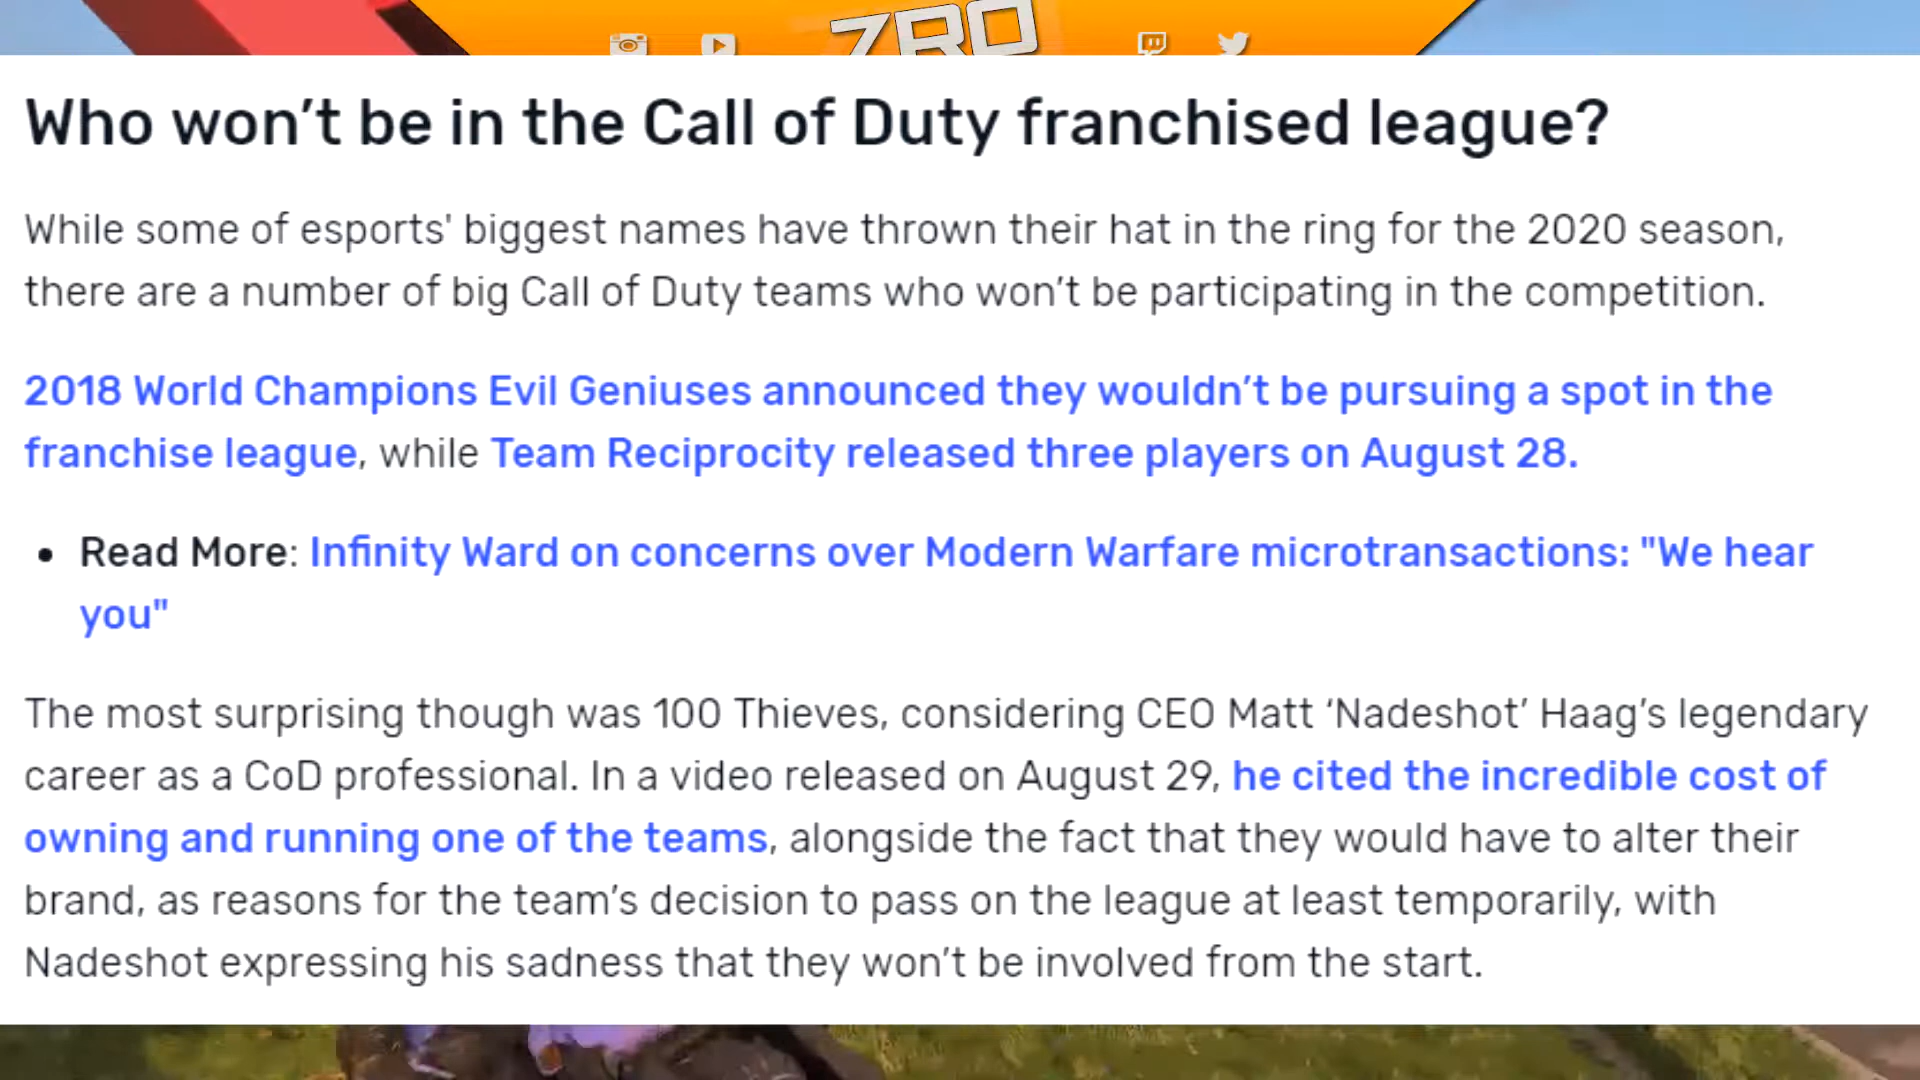 ZRO
Who won’t be in the Call of Duty franchised league?
While some of esports' biggest names have thrown their hat in the ring for the 2020 season,
there are a number of big Call of Duty teams who won’t be participating in the competition.
2018 World Champions Evil Geniuses announced they wouldn’t be pursuing a spot in the
franchise league, while Team Reciprocity released three players on August 28.
• Read More: Infinity Ward on concerns over Modern Warfare microtransactions: "We hear
you"
The most surprising though was 100 Thieves, considering CEO Matt ‘Nadeshot’ Haag’s legendary
career as a CoD professional. In a video released on August 29, he cited the incredible cost of
owning and running one of the teams, alongside the fact that they would have to alter their
brand, as reasons for the team’s decision to pass on the league at least temporarily, with
Nadeshot expressing his sadness that they won’t be involved from the start.